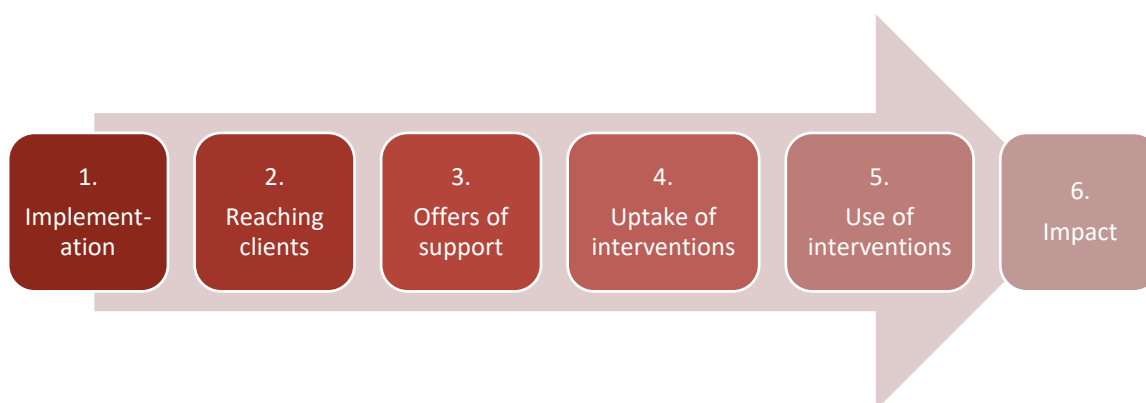 1.
Implement-
ation
2.
Reaching
clients
3.
Offers of
support
4.
Uptake of
interventions
5.
Use of
interventions
6.
Impact